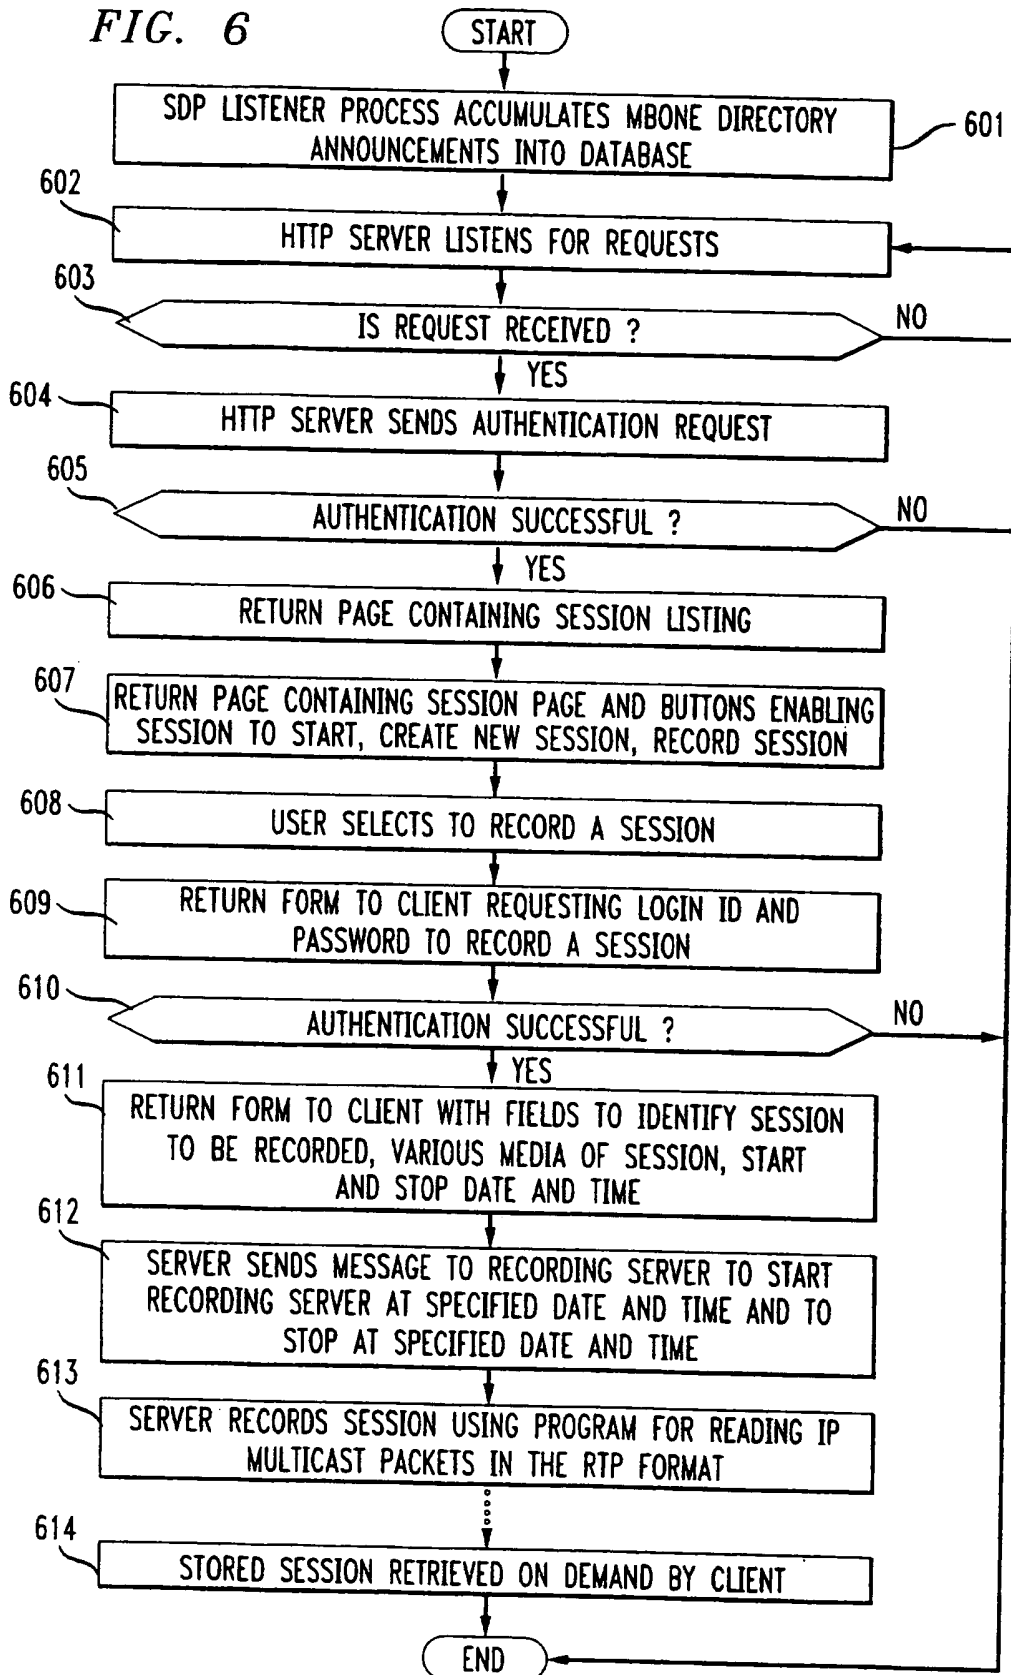 FIG. 6
START
SDP LISTENER PROCESS ACCUMULATES MBONE DIRECTORY
ANNOUNCEMENTS INTO DATABASE
601
602
HTTP SERVER LISTENS FOR REQUESTS
603
IS REQUEST RECEIVED ?
NO
YES
604
HTTP SERVER SENDS AUTHENTICATION REQUEST
605
AUTHENTICATION SUCCESSFUL ?
NO
YES
606
RETURN PAGE CONTAINING SESSION LISTING
607
RETURN PAGE CONTAINING SESSION PAGE AND BUTTONS ENABLING
SESSION TO START, CREATE NEW SESSION, RECORD SESSION
608
USER SELECTS TO RECORD A SESSION
609
RETURN FORM TO CLIENT REQUESTING LOGIN ID AND
PASSWORD TO RECORD A SESSION
610
AUTHENTICATION SUCCESSFUL ?
NO
YES
611
RETURN FORM TO CLIENT WITH FIELDS TO IDENTIFY SESSION
TO BE RECORDED, VARIOUS MEDIA OF SESSION, START
AND STOP DATE AND TIME
612
SERVER SENDS MESSAGE TO RECORDING SERVER TO START
RECORDING SERVER AT SPECIFIED DATE AND TIME AND TO
STOP AT SPECIFIED DATE AND TIME
613
SERVER RECORDS SESSION USING PROGRAM FOR READING IP
MULTICAST PACKETS IN THE RTP FORMAT
614
STORED SESSION RETRIEVED ON DEMAND BY CLIENT
END